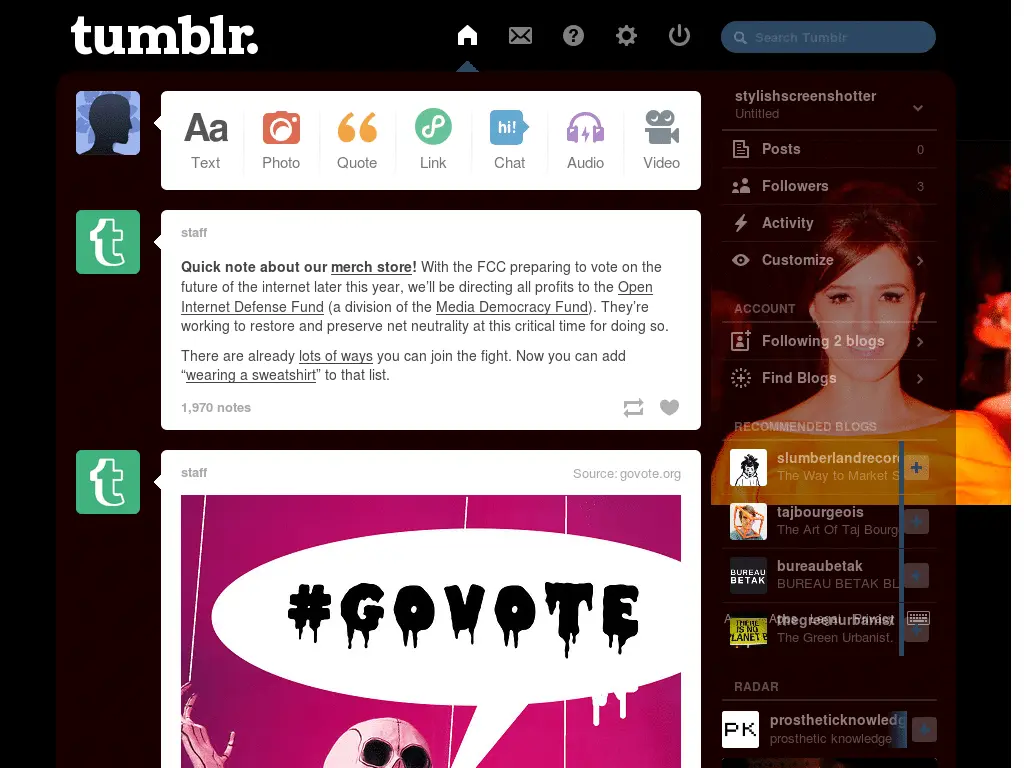 tumblr.
Search Tumblr
Aa
hi!
Text
Photo
Quote
Link
Chat
Audio
Video
staff
Quick note about our merch store! With the FCC preparing to vote on the
future of the internet later this year, we’ll be directing all profits to the Open
Internet Defense Fund (a division of the Media Democracy Fund). They’re
working to restore and preserve net neutrality at this critical time for doing so.
There are already lots of ways you can join the fight. Now you can add
“wearing a sweatshirt” to that list.
1,970 notes
staff
Source: govote.org
#GOVOTE
stylishscreenshotter
Untitled
Posts 0
Followers 3
Activity
Customize
ACCOUNT
Following 2 blogs
Find Blogs
RECOMMENDED BLOGS
slumberlandrecor
The Way to Market S
tajbourgeois
The Art Of Taj Bourg
BUREAU
BETAK
bureaubetak
BUREAU BETAK BL
THERE
IS NO
PLANET B
thegreenurbanist
Apps Legal Privacy
The Green Urbanist.
RADAR
PK
prostheticknowledg
prosthetic knowledge